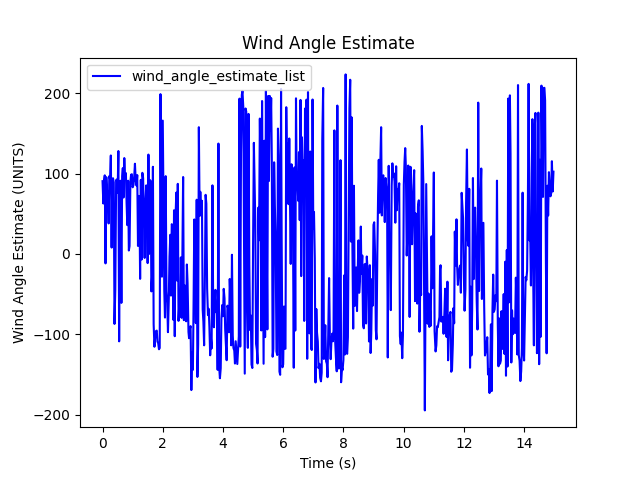 Wind Angle Estimate
wind_angle_estimate_list
Wind Angle Estimate (UNITS)
200
100
0
−100
−200
0 2 4 6 8 10 12 14
Time (s)